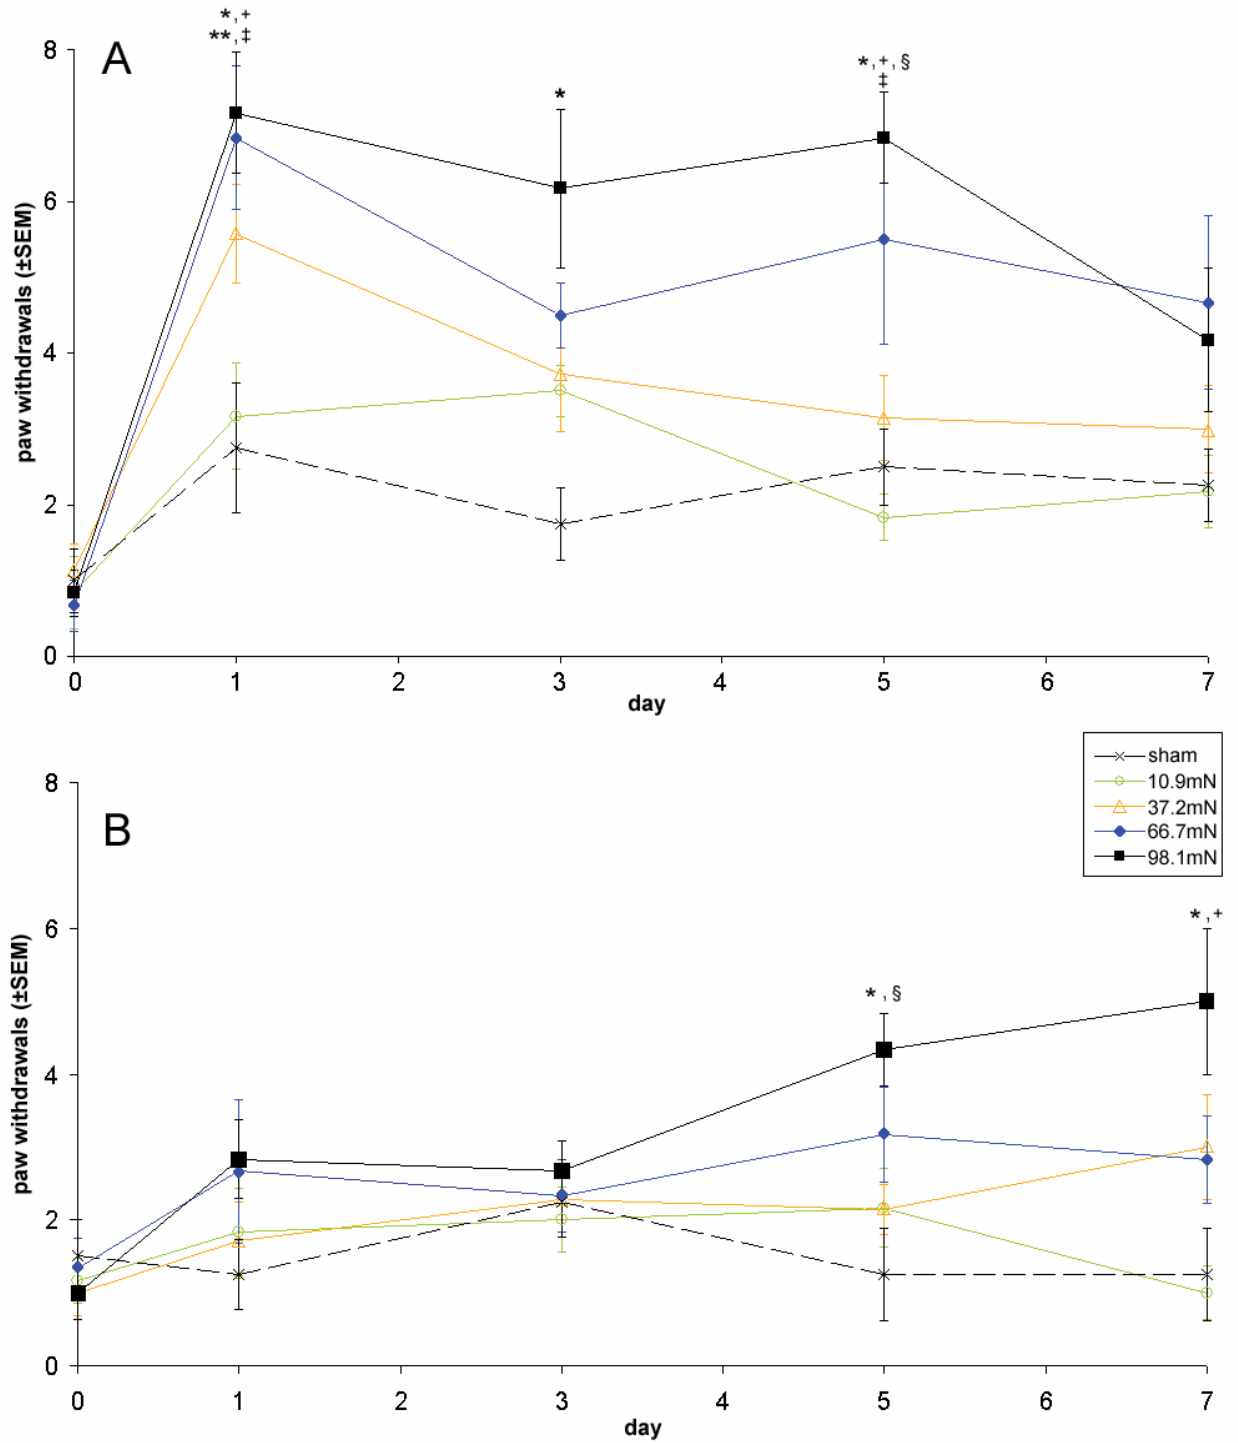 *,+
**,‡
8
A
*,+,§
‡
*
6
4
2
0
paw withdrawals (±SEM)
0 1 2 3 4 5 6 7
day
sham
10.9mN
37.2mN
66.7mN
98.1mN
8
B
6
*,+
*,§
4
2
0
paw withdrawals (±SEM)
0 1 2 3 4 5 6 7
day